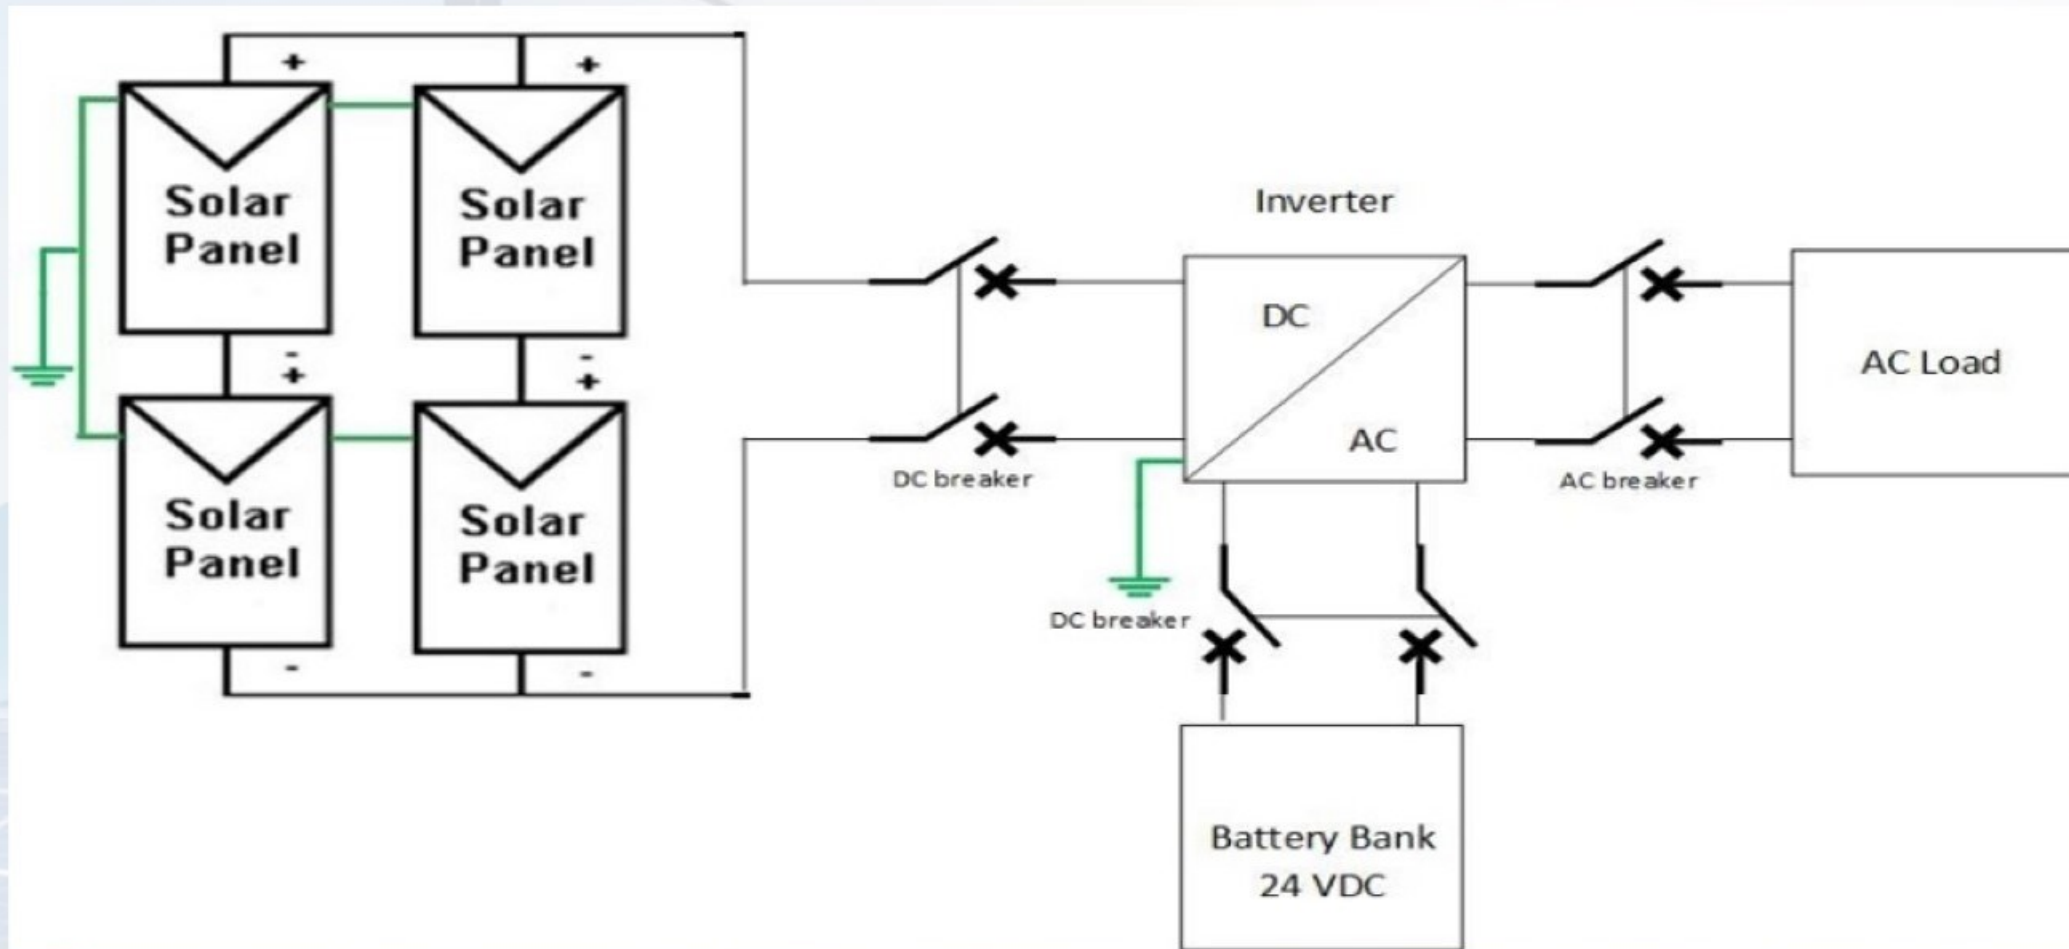 +
+
Solar
Panel
Solar
Panel
-
+
-
+
Solar
Panel
Solar
Panel
-
-
Inverter
DC
AC
DC breaker
AC breaker
AC Load
DC breaker
Battery Bank
24 VDC